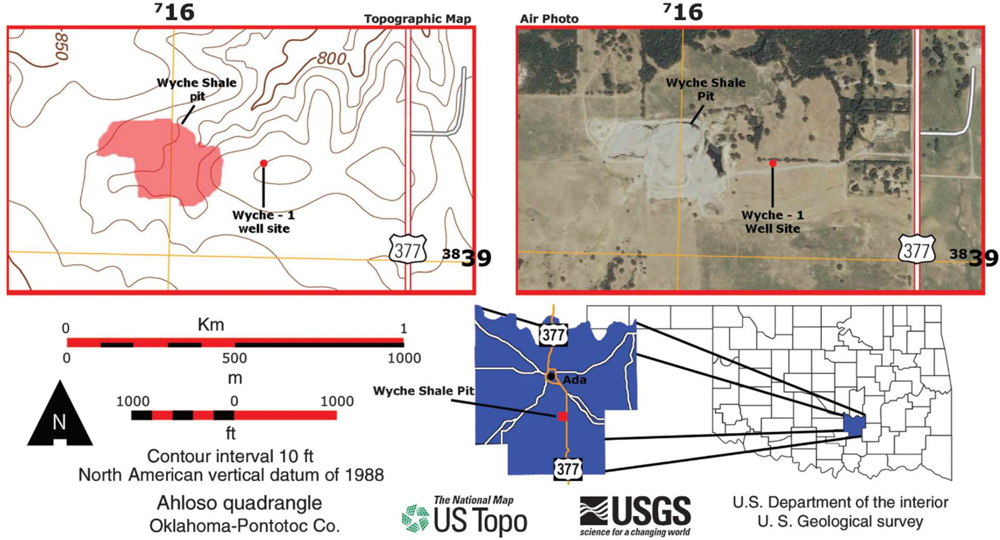 ⁷16
Topographic Map
850
800
Wyche Shale
pit
Wyche - 1
well site
377
³⁸39
⁷16
Air Photo
Wyche Shale
Pit
Wyche - 1
Well Site
377
³⁸39
0 Km 1
0 500 1000
m
1000 0 1000
ft
N
Contour interval 10 ft
North American vertical datum of 1988
Ahloso quadrangle
Oklahoma-Pontotoc Co.
377
Ada
Wyche Shale Pit
377
The National Map
US Topo
USGS
science for a changing world
U.S. Department of the interior
U. S. Geological survey